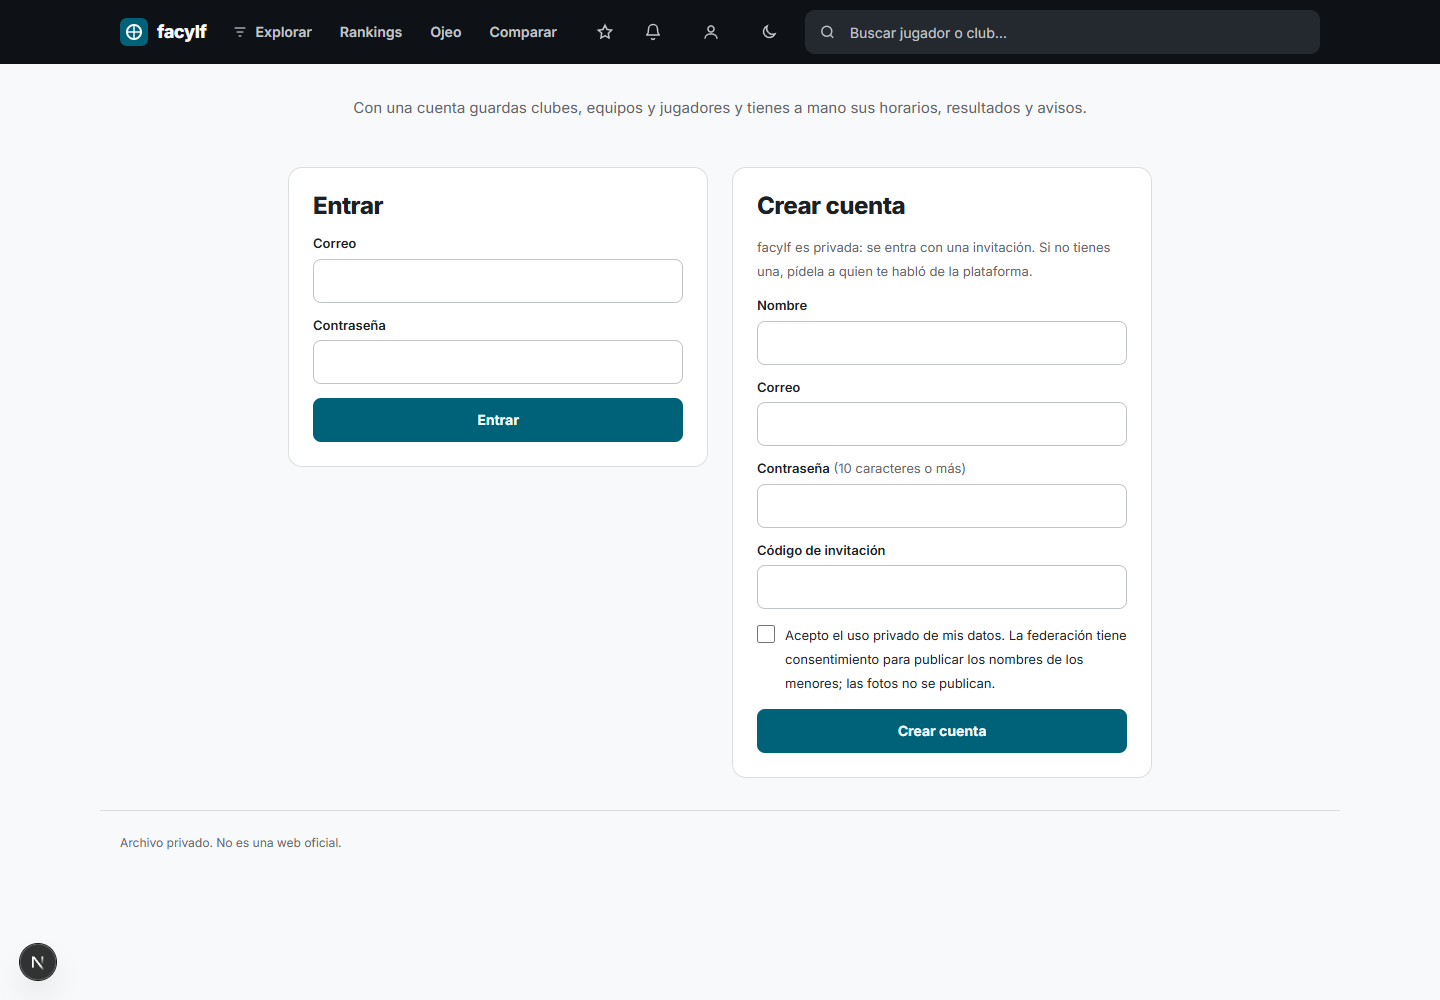 facylf
Explorar
Rankings
Ojeo
Comparar
Buscar jugador o club...
Con una cuenta guardas clubes, equipos y jugadores y tienes a mano sus horarios, resultados y avisos.
Entrar
Correo
Contraseña
Entrar
Crear cuenta
facylf es privada: se entra con una invitación. Si no tienes
una, pídela a quien te habló de la plataforma.
Nombre
Correo
Contraseña (10 caracteres o más)
Código de invitación
Acepto el uso privado de mis datos. La federación tiene
consentimiento para publicar los nombres de los
menores; las fotos no se publican.
Crear cuenta
Archivo privado. No es una web oficial.
N